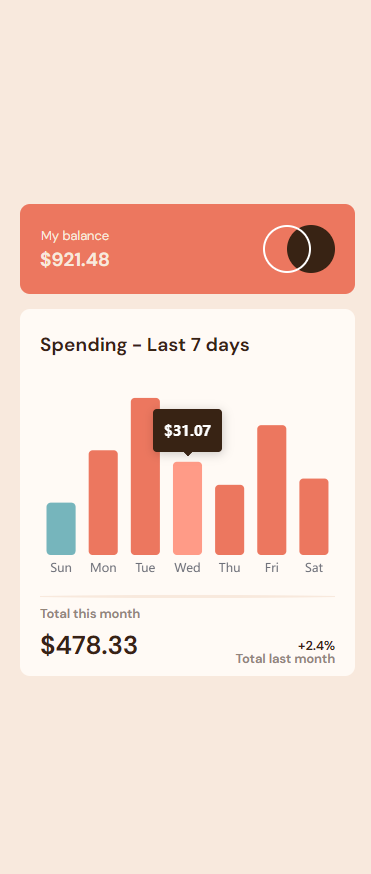 My balance
$921.48
Spending - Last 7 days
$31.07
Sun Mon Tue Wed Thu Fri Sat
Total this month
$478.33
+2.4%
Total last month